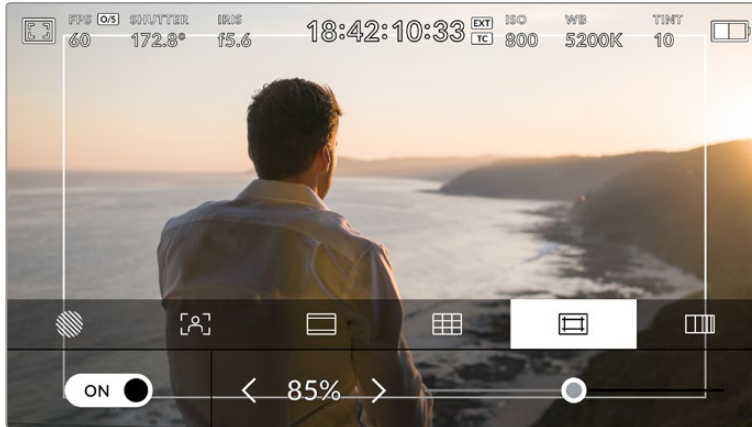 FPS O/S SHUTTER IRIS 18:42:10:33 EXT TC ISO WB TINT
60 172.8° f5.6 800 5200K 10
ON 85%